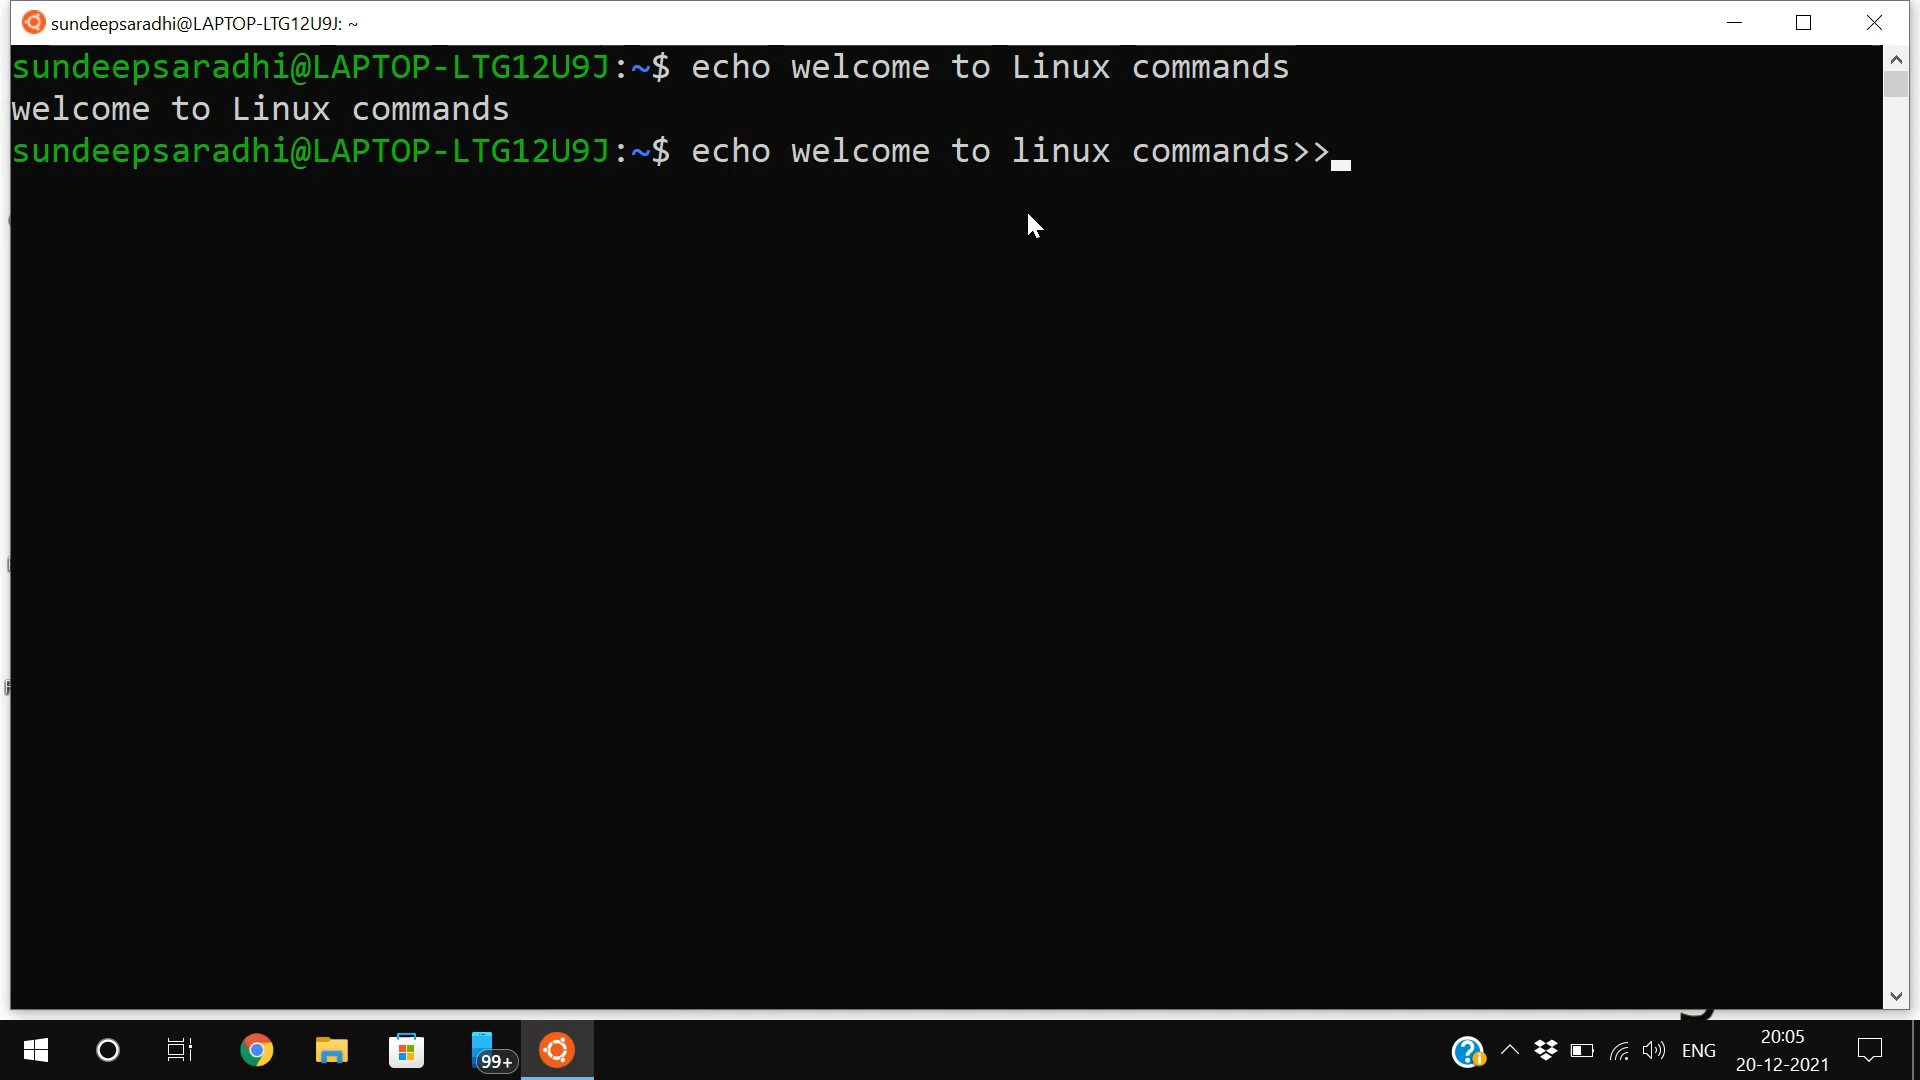 sundeepsaradhi@LAPTOP-LTG12U9J: ~
sundeepsaradhi@LAPTOP-LTG12U9J:~$ echo welcome to Linux commands
welcome to Linux commands
sundeepsaradhi@LAPTOP-LTG12U9J:~$ echo welcome to linux commands>>
99+
ENG
20:05
20-12-2021